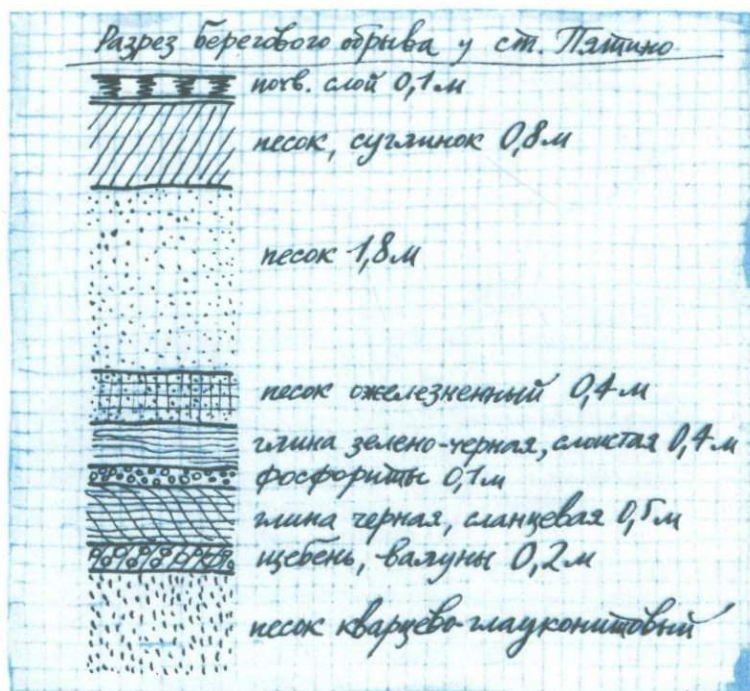 Разрез берегового обрыва у ст. Пятино
почв. слой 0,1 м
песок, суглинок 0,8 м
песок 1,8 м
песок ожелезненный 0,4 м
глина зелено-черная, слоистая 0,4 м
фосфориты 0,1 м
глина черная, сланцевая 0,5 м
щебень, валуны 0,2 м
песок кварцево-глауконитовый